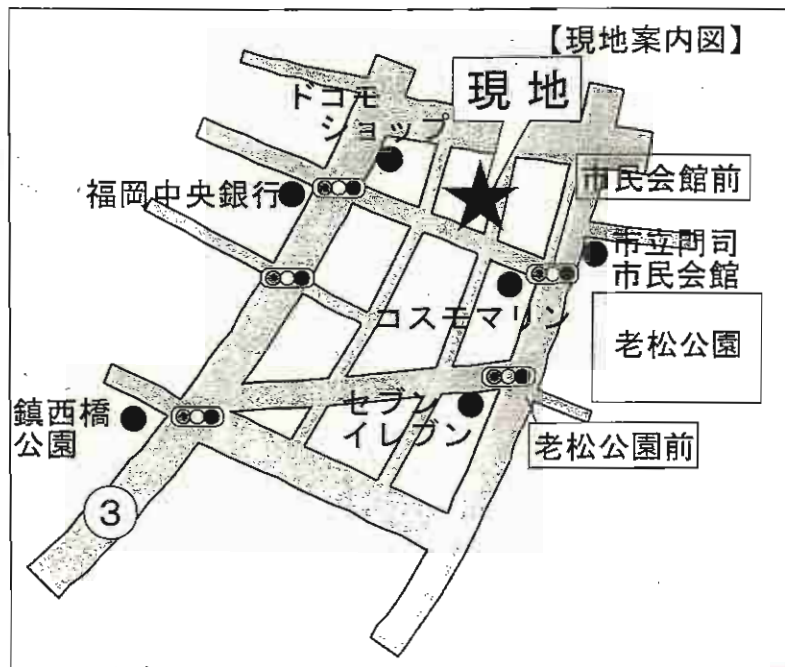 【現地案内図】
現地
ドコモ
ショップ
市民会館前
福岡中央銀行
市立門司
市民会館
コスモマリン
老松公園
セブン
イレブン
鎮西橋
公園
老松公園前
3